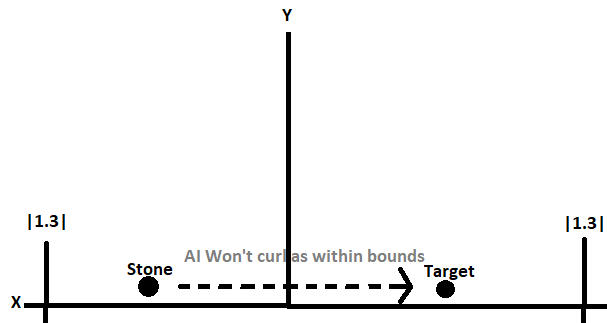 Y
|1.3|
|1.3|
AI Won't curl as within bounds
Stone
Target
X